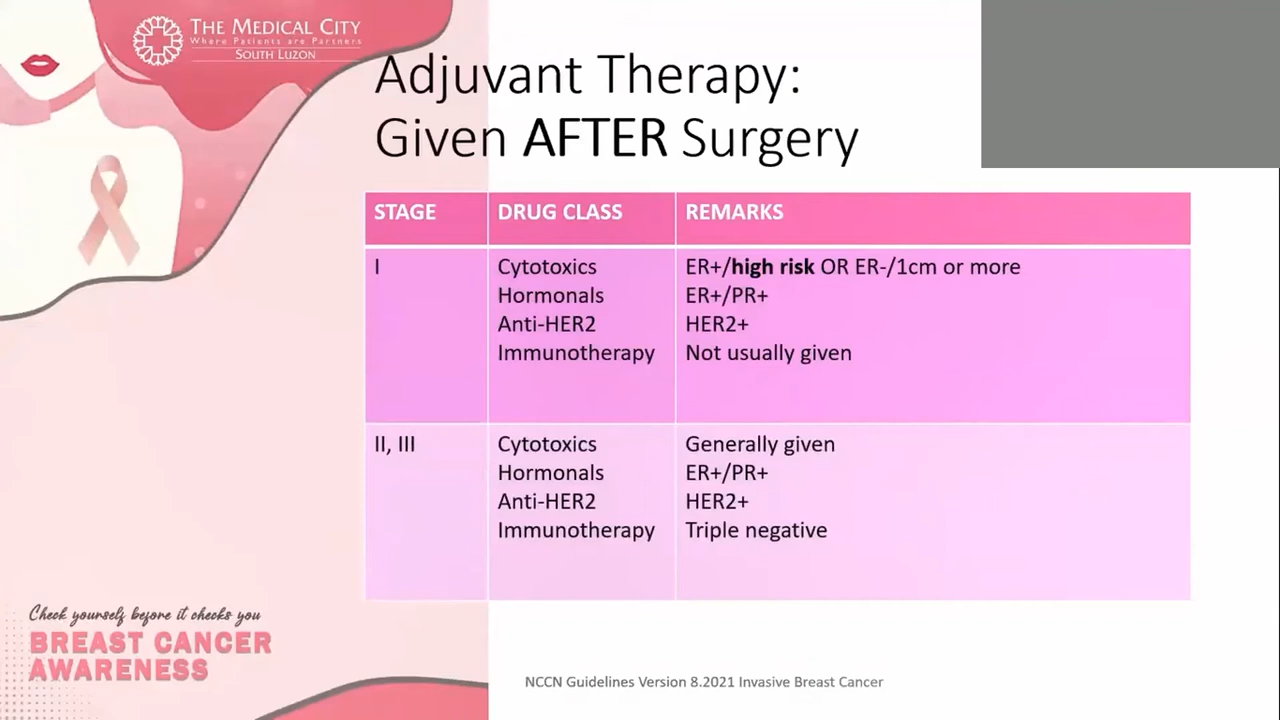 THE MEDICAL CITY
Where Patients are Partners
SOUTH LUZON
Adjuvant Therapy:
Given AFTER Surgery
STAGE DRUG CLASS REMARKS
I Cytotoxics ER+/high risk OR ER-/1cm or more
Hormonals ER+/PR+
Anti-HER2 HER2+
Immunotherapy Not usually given
II, III Cytotoxics Generally given
Hormonals ER+/PR+
Anti-HER2 HER2+
Immunotherapy Triple negative
Check yourself before it checks you
BREAST CANCER
AWARENESS
NCCN Guidelines Version 8.2021 Invasive Breast Cancer